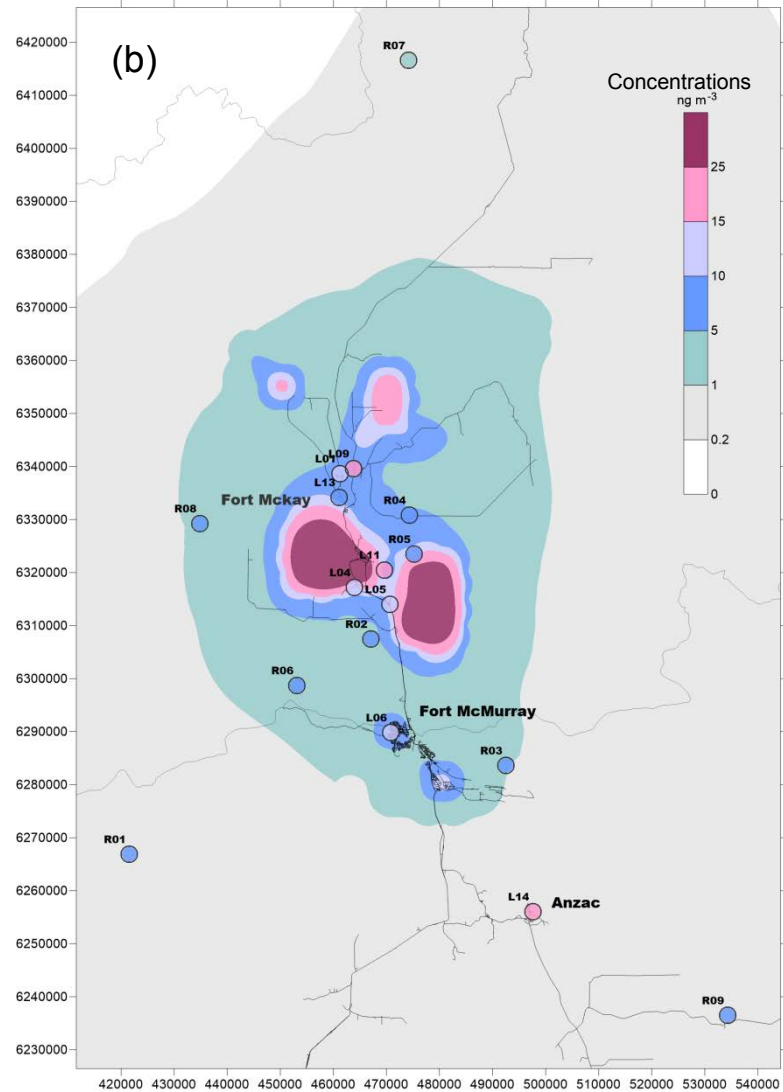 (b)
Concentrations
ng m-3
25
15
10
5
1
0.2
0
6420000
6410000
6400000
6390000
6380000
6370000
6360000
6350000
6340000
6330000
6320000
6310000
6300000
6290000
6280000
6270000
6260000
6250000
6240000
6230000
R07
L09
L01
L13
R04
R08
Fort Mckay
R05
L11
L04
L05
R02
R06
L06
Fort McMurray
R03
R01
L14
Anzac
R09
420000 430000 440000 450000 460000 470000 480000 490000 500000 510000 520000 530000 540000